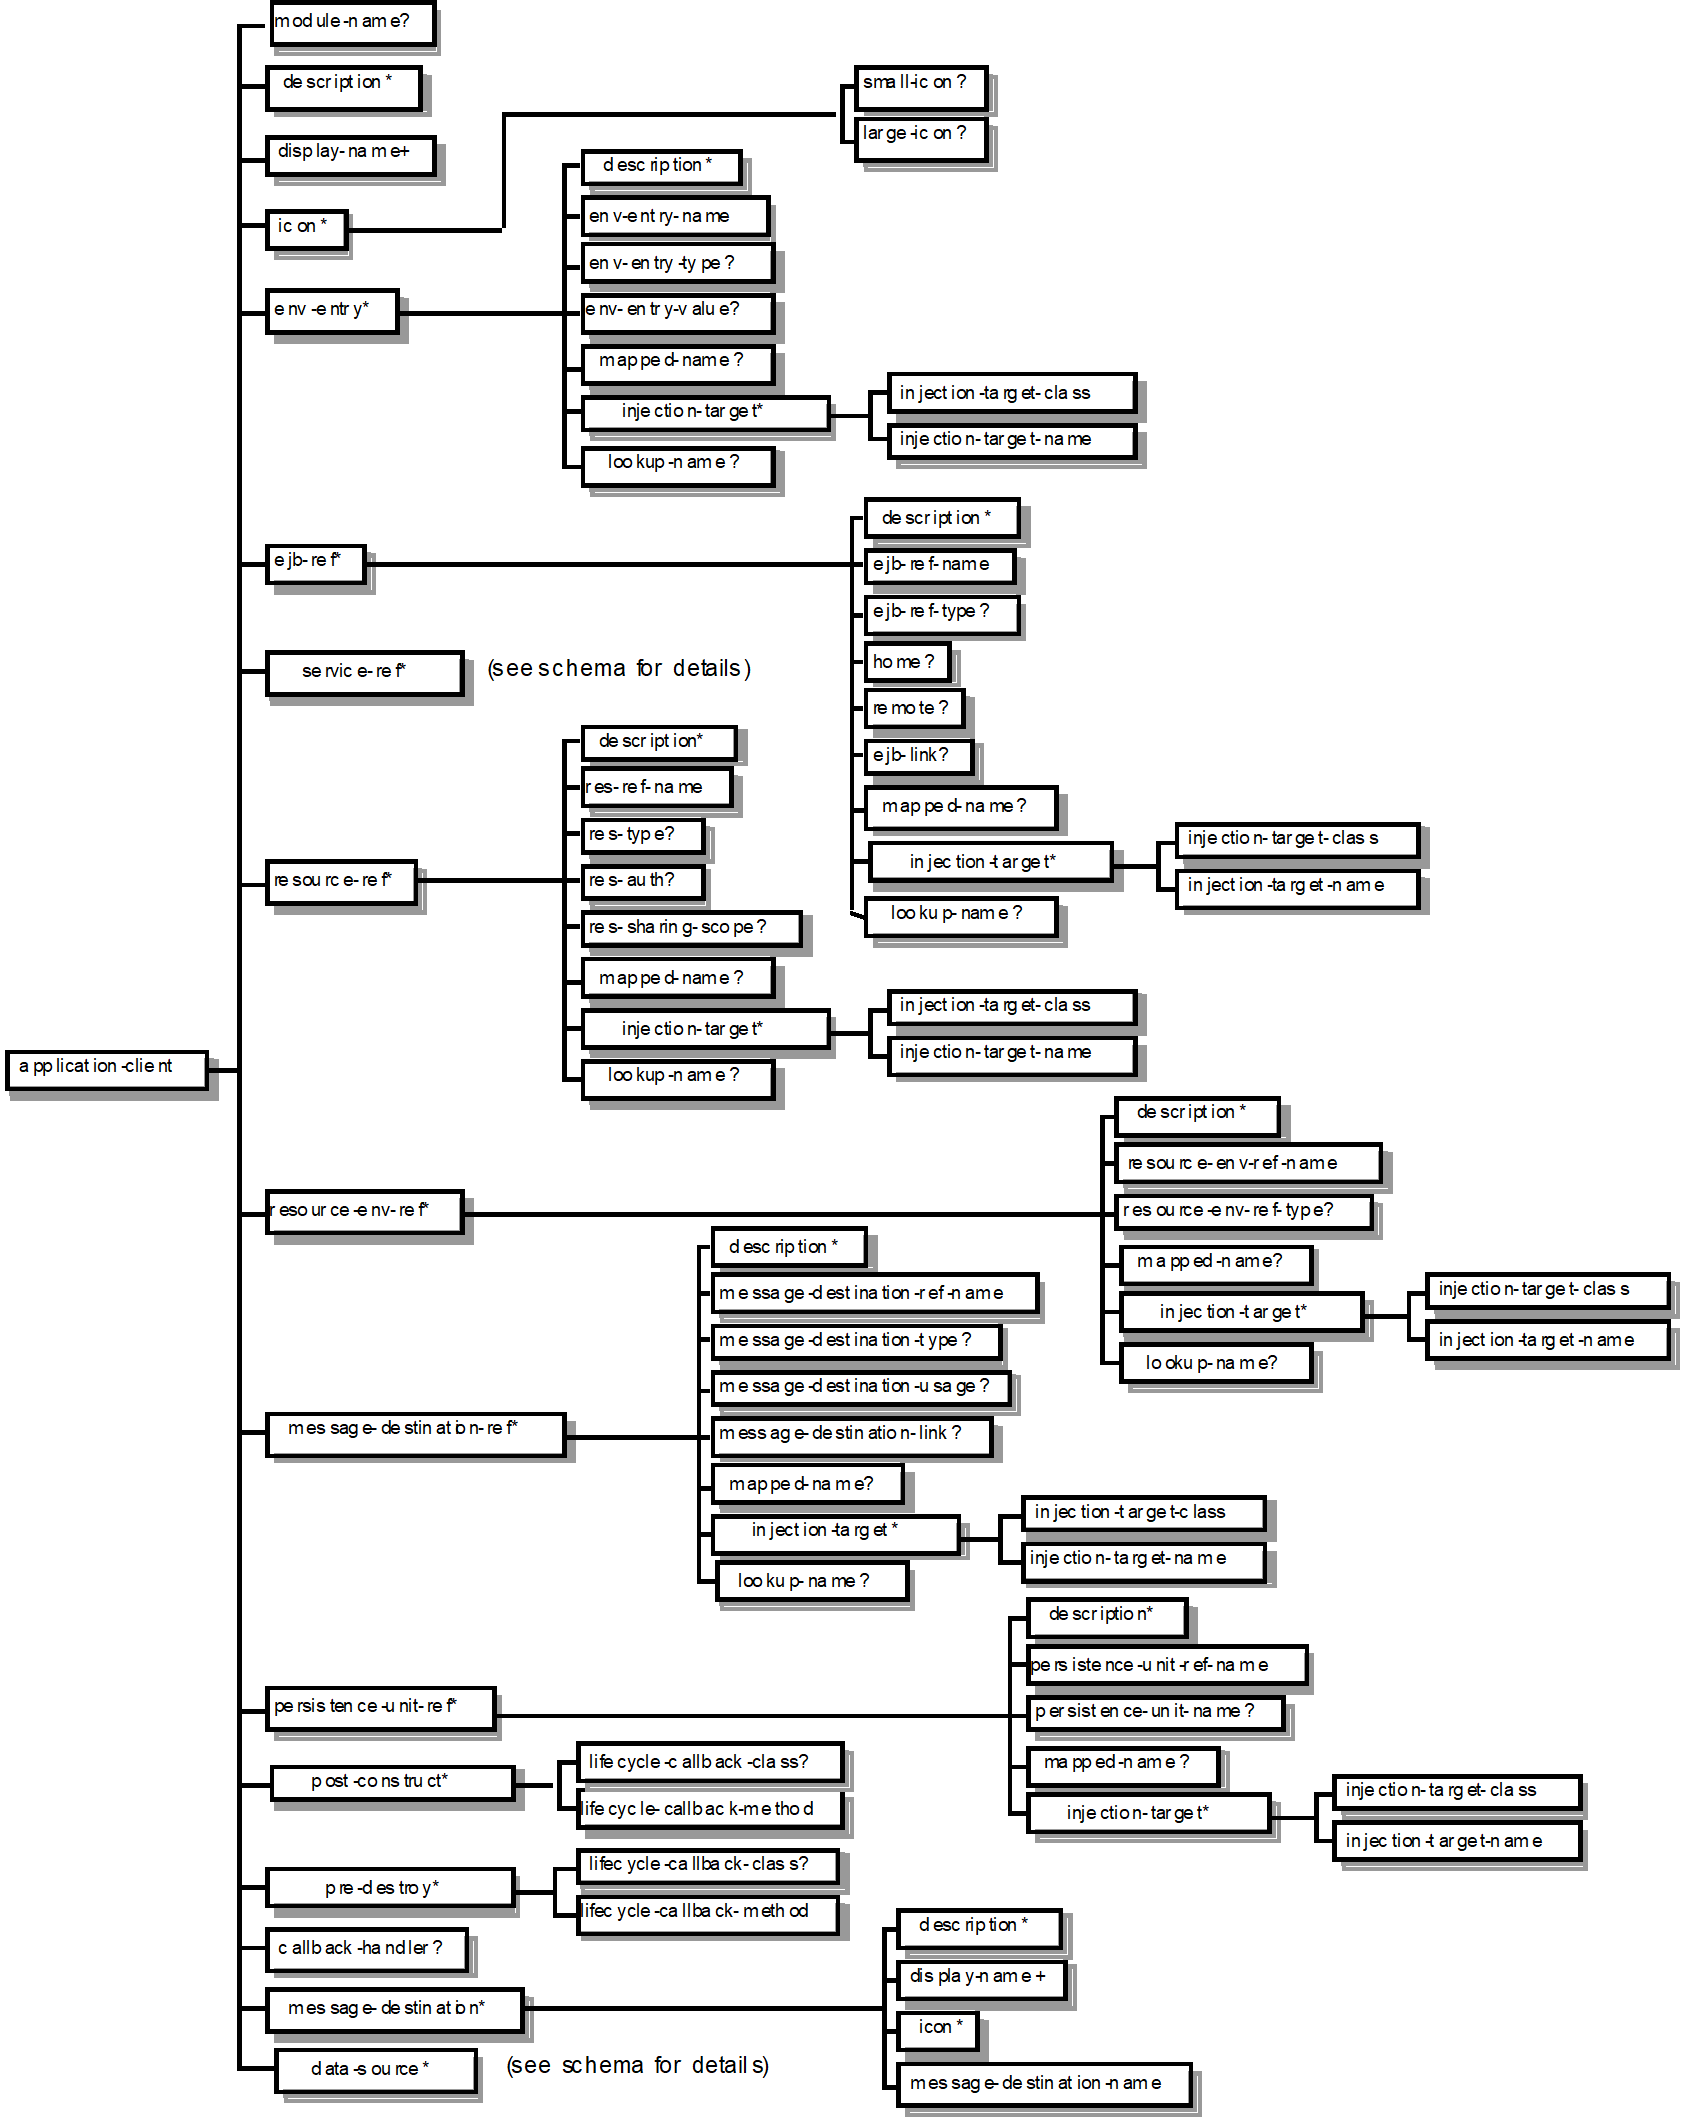 module-name?
description*
display-name+
icon*
small-icon?
large-icon?
env-entry*
description*
env-entry-name
env-entry-type?
env-entry-value?
mapped-name?
injection-target*
injection-target-class
injection-target-name
lookup-name?
ejb-ref*
description*
ejb-ref-name
ejb-ref-type?
home?
remote?
ejb-link?
mapped-name?
injection-target*
injection-target-class
injection-target-name
lookup-name?
service-ref*
(see schema for details)
resource-ref*
description*
res-ref-name
res-type?
res-auth?
res-sharing-scope?
mapped-name?
injection-target*
injection-target-class
injection-target-name
lookup-name?
application-client
resource-env-ref*
description*
resource-env-ref-name
resource-env-ref-type?
mapped-name?
injection-target*
injection-target-class
injection-target-name
lookup-name?
message-destination-ref*
description*
message-destination-ref-name
message-destination-type?
message-destination-usage?
message-destination-link?
mapped-name?
injection-target*
injection-target-class
injection-target-name
lookup-name?
persistence-unit-ref*
description*
persistence-unit-ref-name
persistence-unit-name?
mapped-name?
injection-target*
injection-target-class
injection-target-name
post-construct*
lifecycle-callback-class?
lifecycle-callback-method
pre-destroy*
lifecycle-callback-class?
lifecycle-callback-method
callback-handler?
message-destination*
description*
display-name+
icon*
message-destination-name
data-source*
(see schema for details)